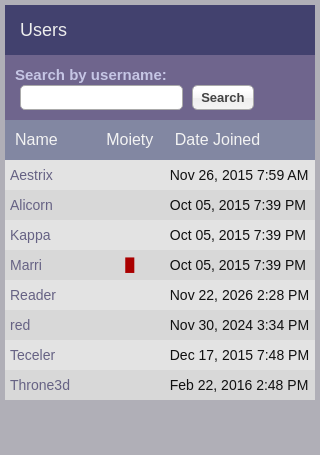 Users
Search by username:
Search
Name Moiety Date Joined
Aestrix Nov 26, 2015 7:59 AM
Alicorn Oct 05, 2015 7:39 PM
Kappa Oct 05, 2015 7:39 PM
Marri Oct 05, 2015 7:39 PM
Reader Nov 22, 2026 2:28 PM
red Nov 30, 2024 3:34 PM
Teceler Dec 17, 2015 7:48 PM
Throne3d Feb 22, 2016 2:48 PM